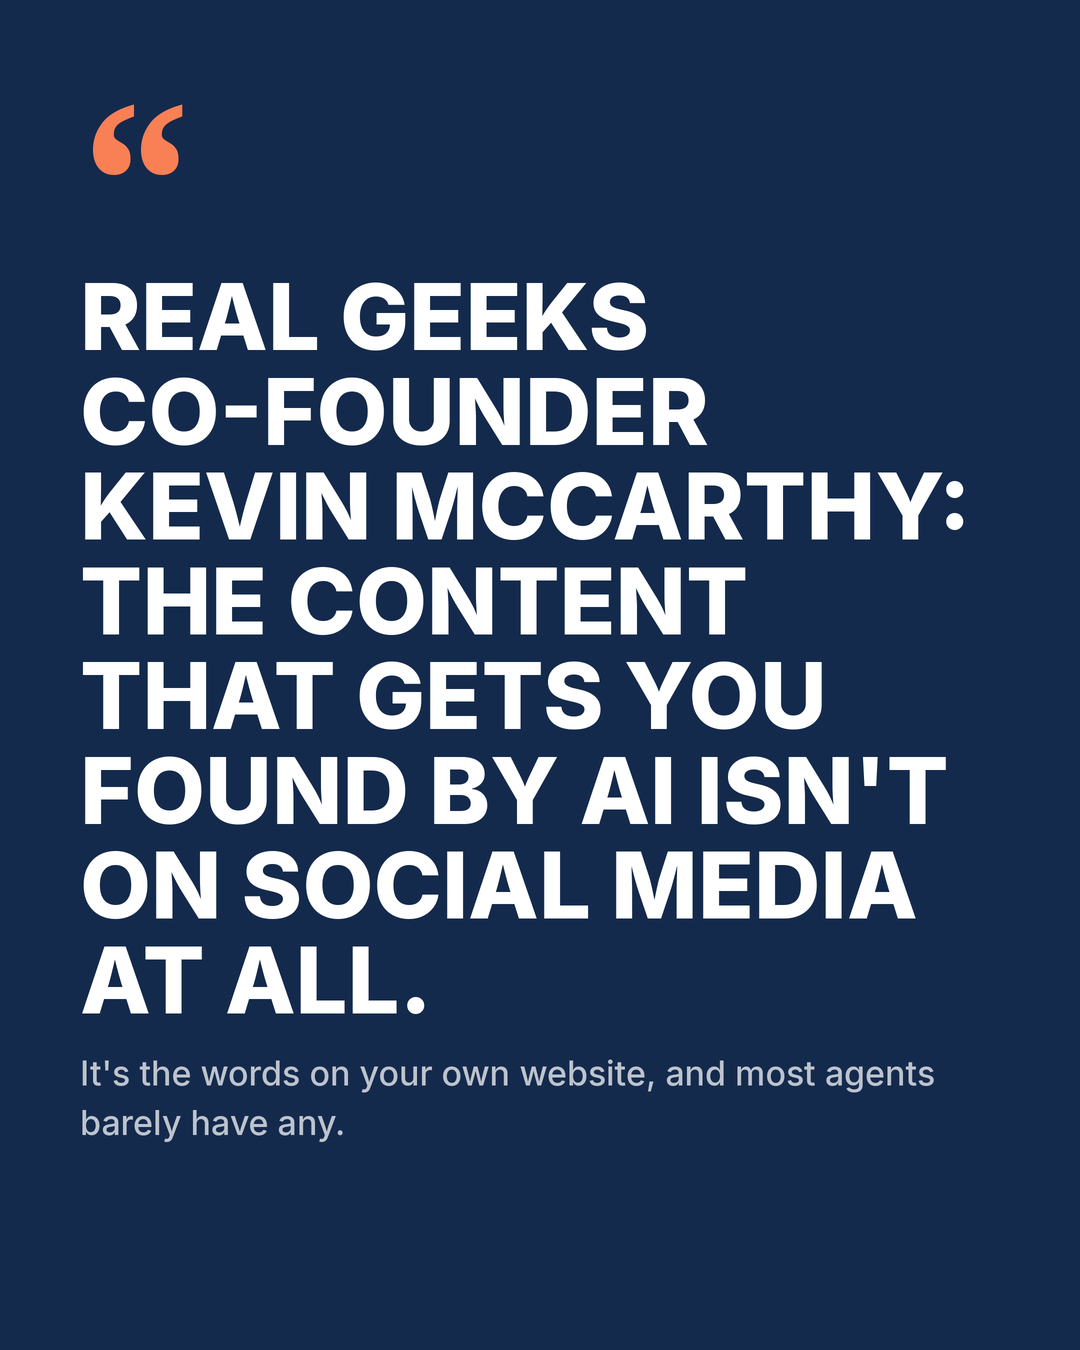 “
REAL GEEKS
CO-FOUNDER
KEVIN MCCARTHY:
THE CONTENT
THAT GETS YOU
FOUND BY AI ISN'T
ON SOCIAL MEDIA
AT ALL.
It's the words on your own website, and most agents
barely have any.